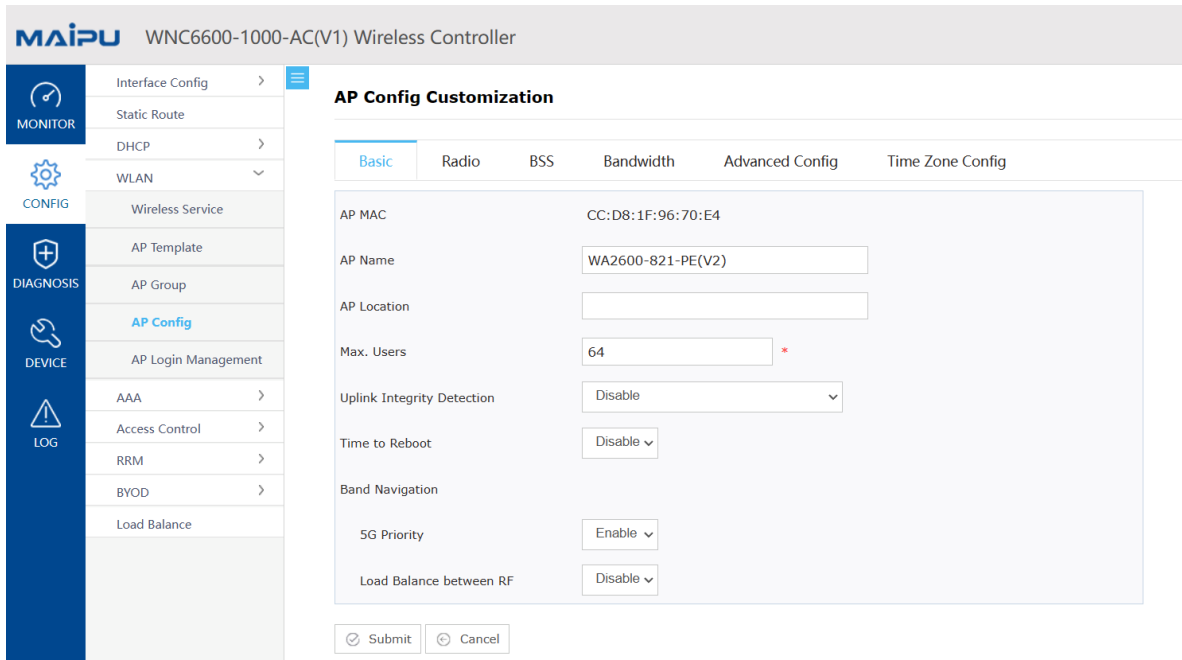 MAIPU WNC6600-1000-AC(V1) Wireless Controller
MONITOR
CONFIG
DIAGNOSIS
DEVICE
LOG
Interface Config
Static Route
DHCP
WLAN
Wireless Service
AP Template
AP Group
AP Config
AP Login Management
AAA
Access Control
RRM
BYOD
Load Balance
AP Config Customization
Basic Radio BSS Bandwidth Advanced Config Time Zone Config
AP MAC CC:D8:1F:96:70:E4
AP Name WA2600-821-PE(V2)
AP Location
Max. Users 64 *
Uplink Integrity Detection Disable
Time to Reboot Disable
Band Navigation
5G Priority Enable
Load Balance between RF Disable
Submit Cancel